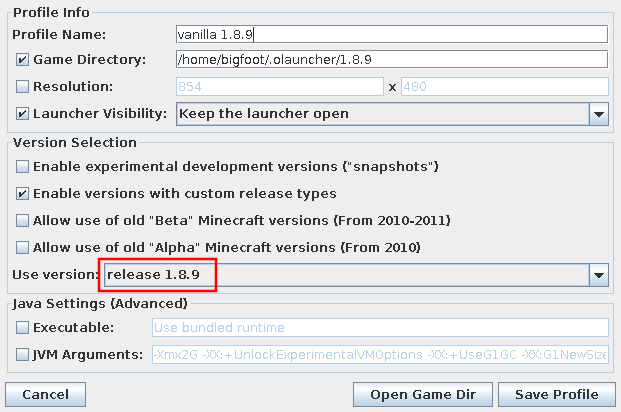 Profile Info
Profile Name: vanilla 1.8.9
Game Directory: /home/bigfoot/.olauncher/1.8.9
Resolution: 854 x 480
Launcher Visibility: Keep the launcher open
Version Selection
Enable experimental development versions ("snapshots")
Enable versions with custom release types
Allow use of old "Beta" Minecraft versions (From 2010-2011)
Allow use of old "Alpha" Minecraft versions (From 2010)
Use version: release 1.8.9
Java Settings (Advanced)
Executable: Use bundled runtime
JVM Arguments: -Xmx2G -XX:+UnlockExperimentalVMOptions -XX:+UseG1GC -XX:G1NewSize
Cancel Open Game Dir Save Profile